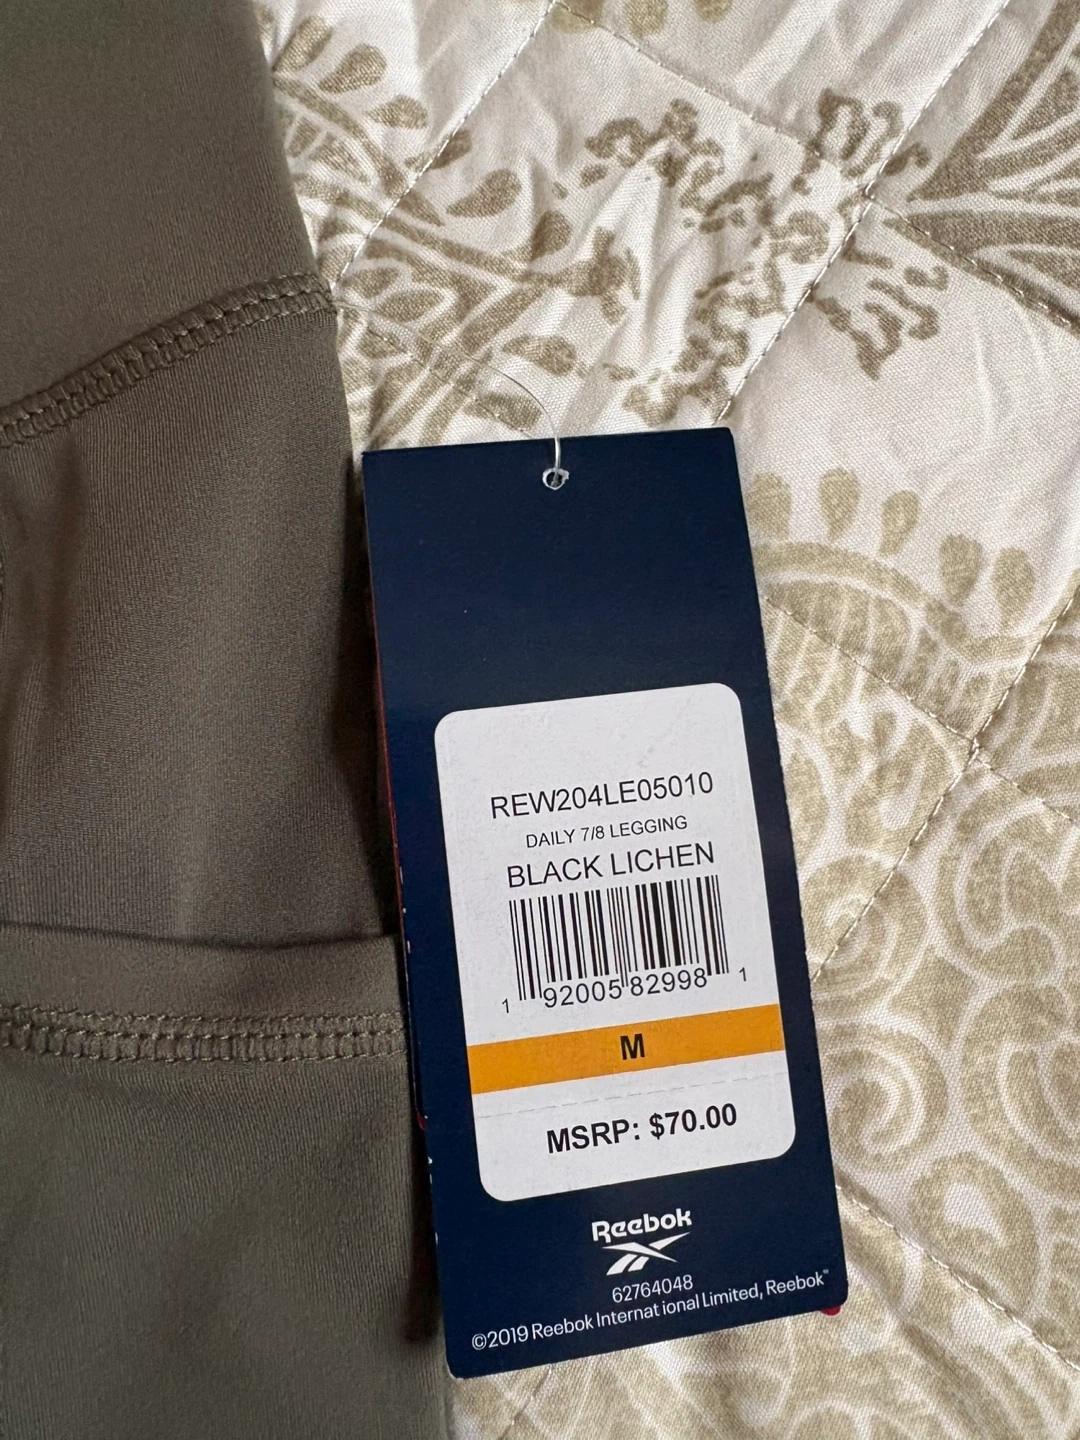 REW204LE05010
DAILY 7/8 LEGGING
BLACK LICHEN
1 92005 82998 1
M
MSRP: $70.00
Reebok
62764048
©2019 Reebok International Limited, Reebok™